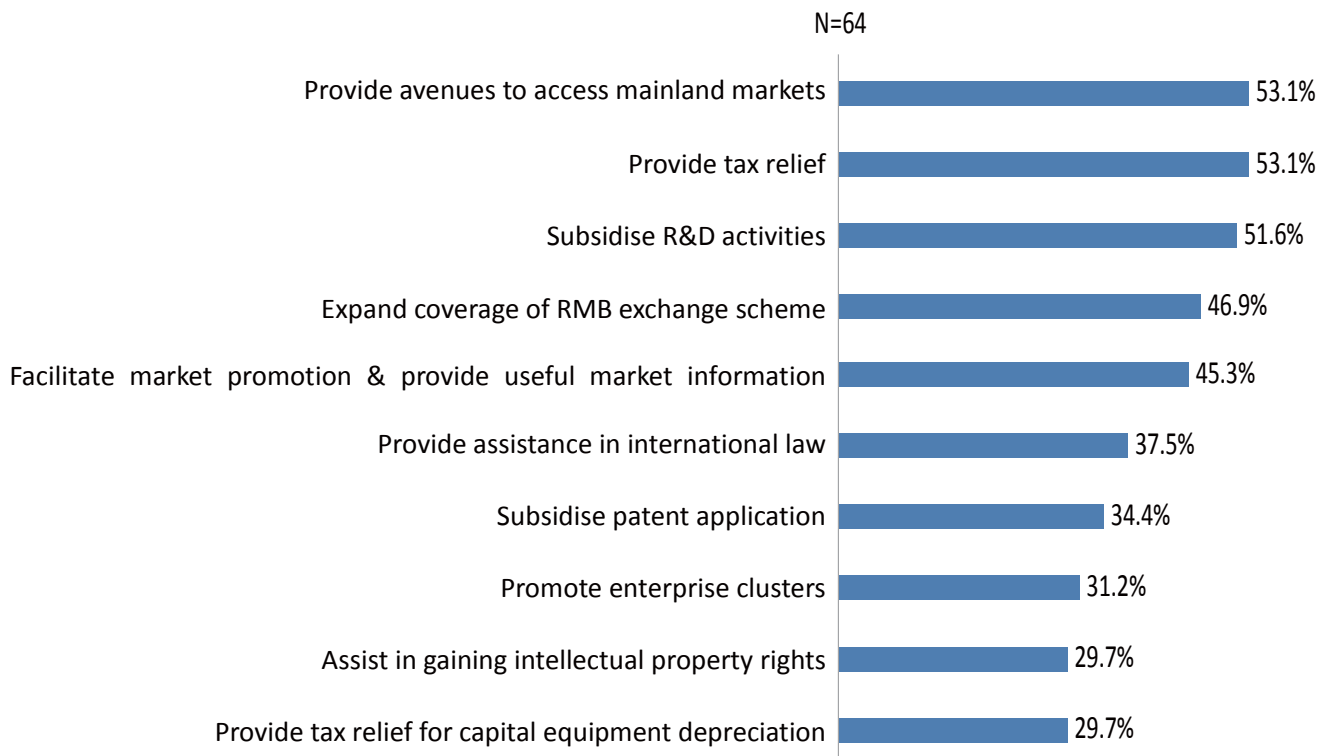 N=64
Provide avenues to access mainland markets 53.1%
Provide tax relief 53.1%
Subsidise R&D activities 51.6%
Expand coverage of RMB exchange scheme 46.9%
Facilitate market promotion & provide useful market information 45.3%
Provide assistance in international law 37.5%
Subsidise patent application 34.4%
Promote enterprise clusters 31.2%
Assist in gaining intellectual property rights 29.7%
Provide tax relief for capital equipment depreciation 29.7%